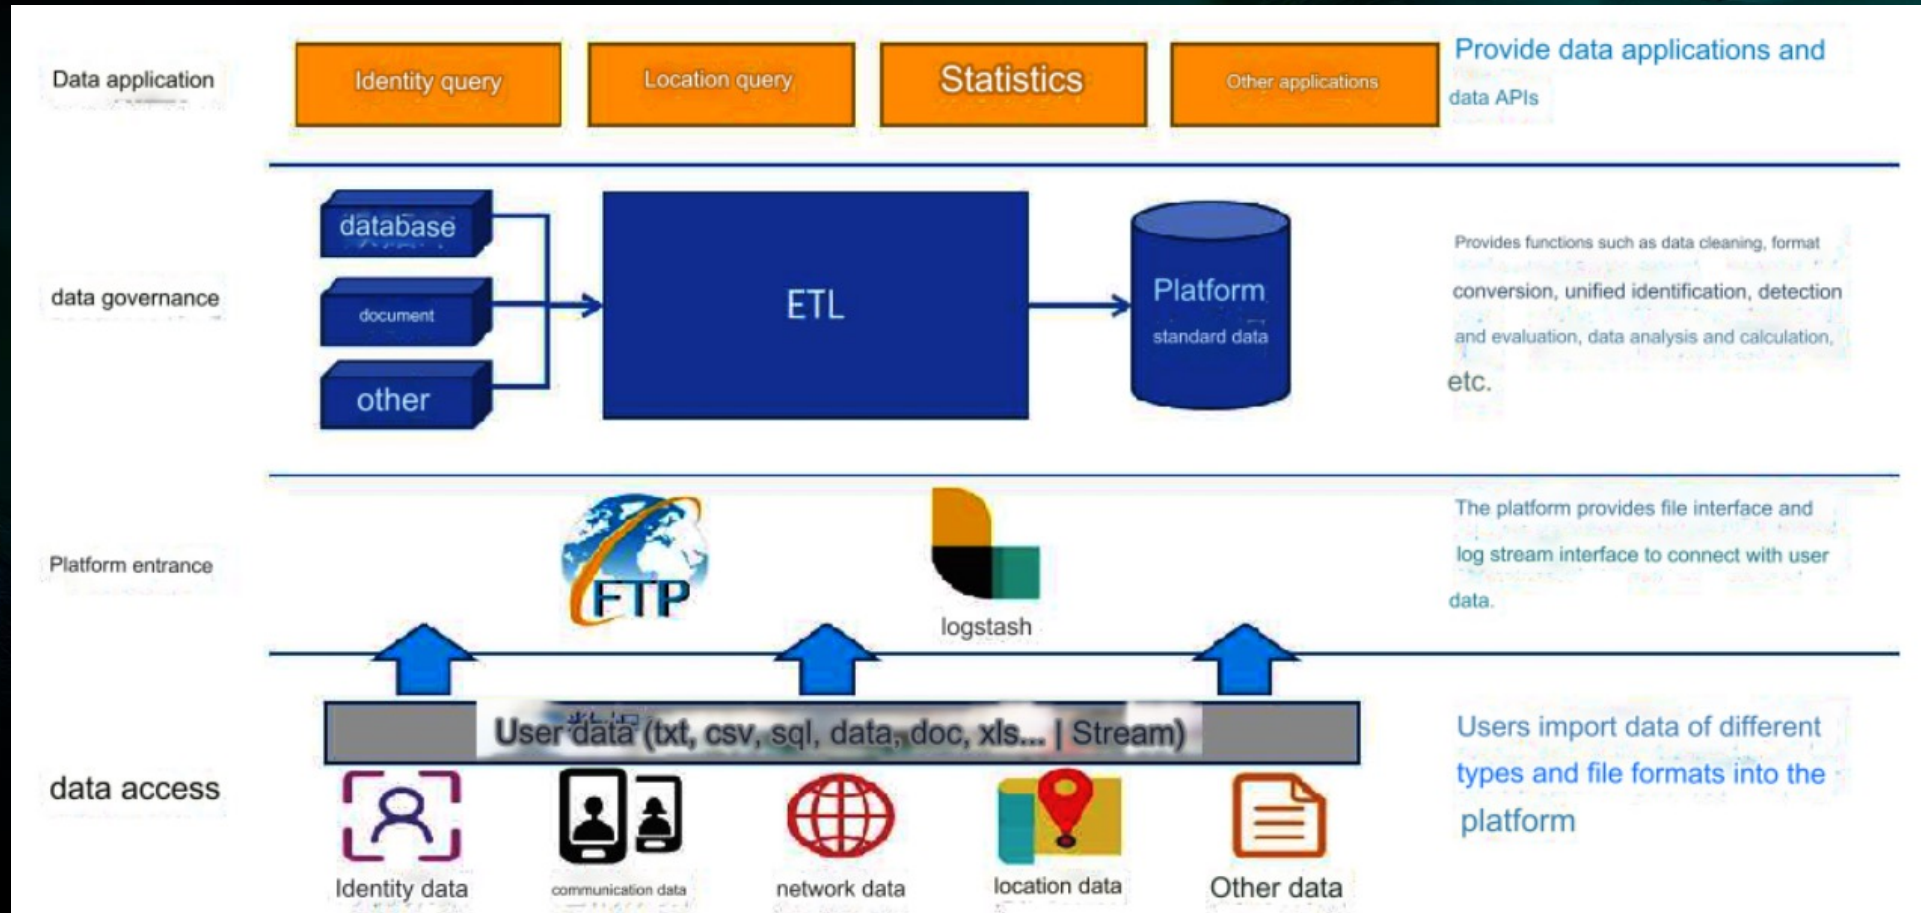 Data application
Identity query
Location query
Statistics
Other applications
Provide data applications and
data APIs
data governance
database
document
other
ETL
Platform
standard data
Provides functions such as data cleaning, format
conversion, unified identification, detection
and evaluation, data analysis and calculation,
etc.
Platform entrance
FTP
logstash
The platform provides file interface and
log stream interface to connect with user
data.
data access
User data (txt, csv, sql, data, doc, xls... | Stream)
Identity data
communication data
network data
location data
Other data
Users import data of different
types and file formats into the
platform